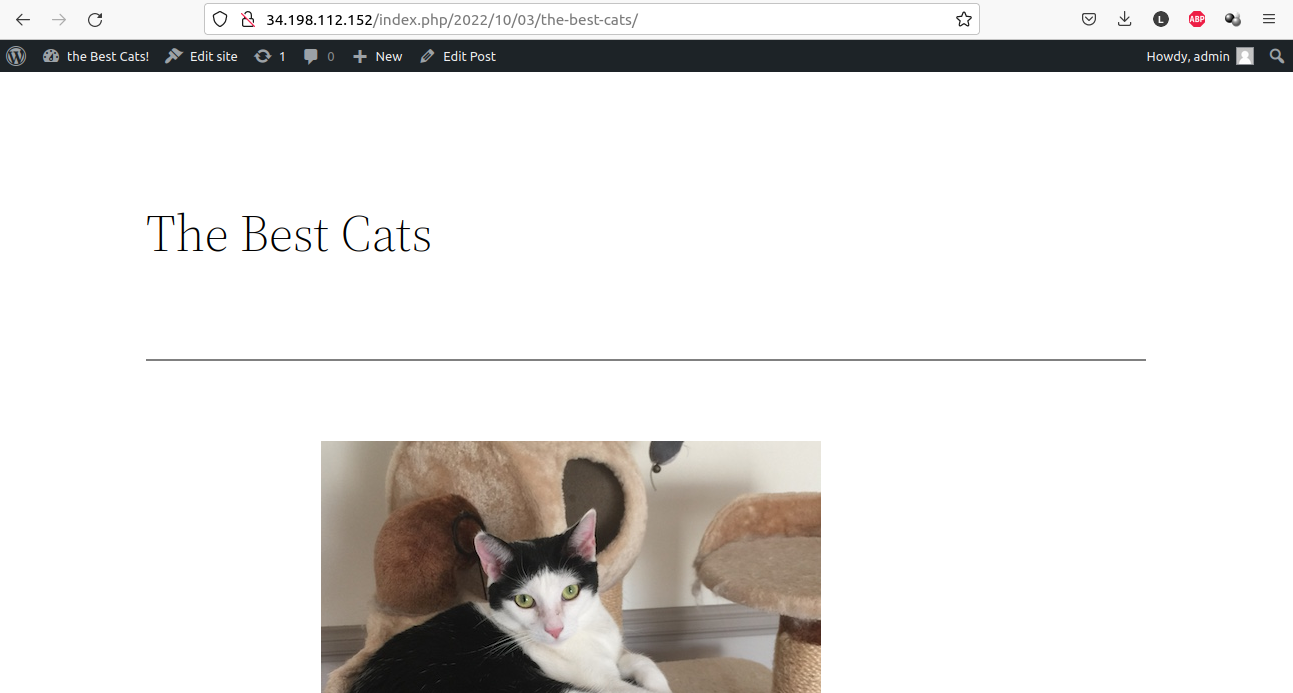 34.198.112.152/index.php/2022/10/03/the-best-cats/
L
ABP
the Best Cats! Edit site 1 0 New Edit Post Howdy, admin
The Best Cats